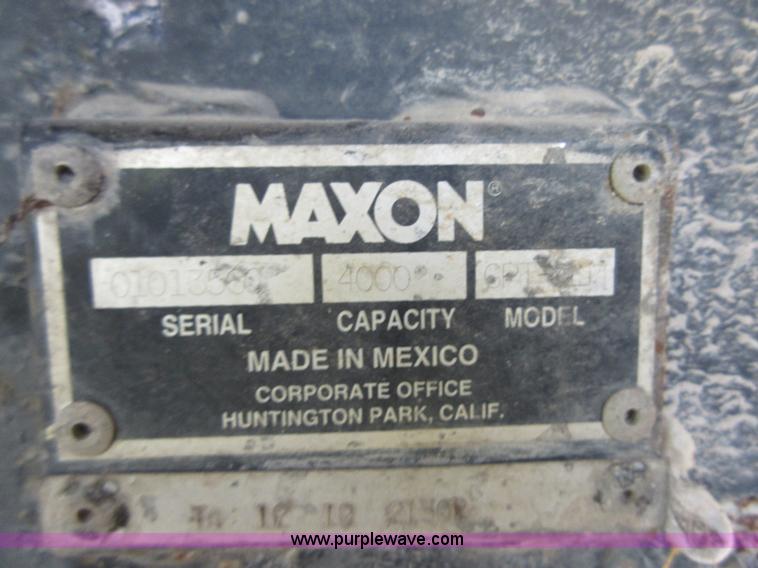 MAXON®
4000
SERIAL CAPACITY MODEL
MADE IN MEXICO
CORPORATE OFFICE
HUNTINGTON PARK, CALIF.
www.purplewave.com